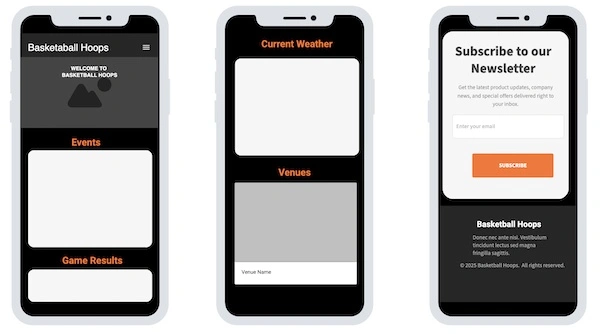 Basketaball Hoops
WELCOME TO
BASKETBALL HOOPS
Events
Game Results
Current Weather
Venues
Venue Name
Subscribe to our
Newsletter
Get the latest product updates, company
news, and special offers delivered right to
your inbox.
Enter your email
SUBSCRIBE
Basketball Hoops
Donec nec ante nisi. Vestibulum
tincidunt lectus sed magna
fringilla sagittis.
© 2025 Basketball Hoops. All rights reserved.